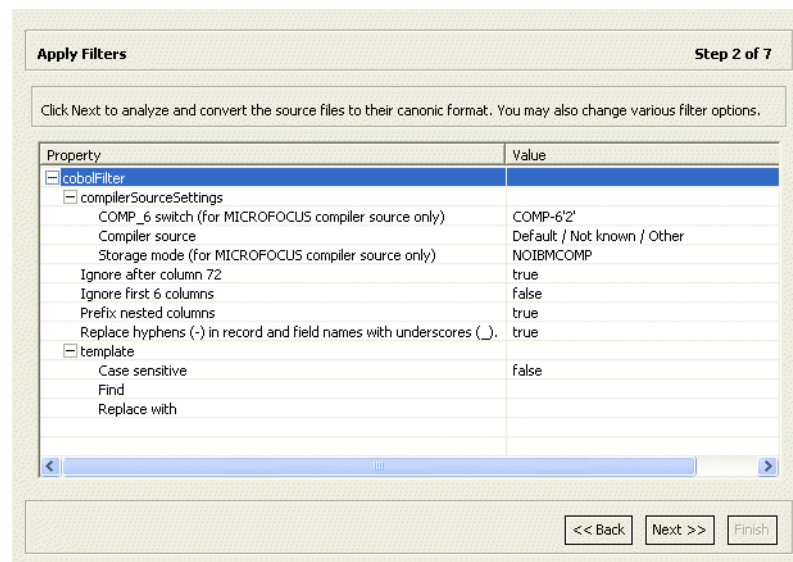 Apply Filters Step 2 of 7
Click Next to analyze and convert the source files to their canonic format. You may also change various filter options.
Property Value
cobolFilter
compilerSourceSettings
COMP_6 switch (for MICROFOCUS compiler source only) COMP-6'2'
Compiler source Default / Not known / Other
Storage mode (for MICROFOCUS compiler source only) NOIBMCOMP
Ignore after column 72 true
Ignore first 6 columns false
Prefix nested columns true
Replace hyphens (-) in record and field names with underscores (_). true
template
Case sensitive false
Find
Replace with
<< Back Next >> Finish